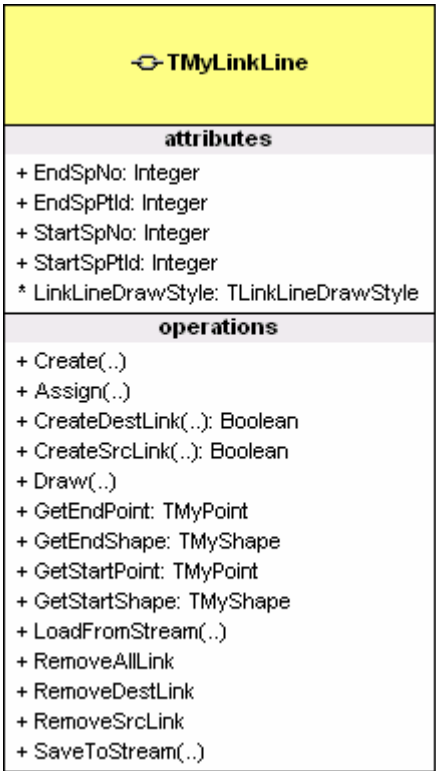 TMyLinkLine
attributes
+ EndSpNo: Integer
+ EndSpPtId: Integer
+ StartSpNo: Integer
+ StartSpPtId: Integer
* LinkLineDrawStyle: TLinkLineDrawStyle
operations
+ Create(..)
+ Assign(..)
+ CreateDestLink(..): Boolean
+ CreateSrcLink(..): Boolean
+ Draw(..)
+ GetEndPoint: TMyPoint
+ GetEndShape: TMyShape
+ GetStartPoint: TMyPoint
+ GetStartShape: TMyShape
+ LoadFromStream(..)
+ RemoveAllLink
+ RemoveDestLink
+ RemoveSrcLink
+ SaveToStream(..)